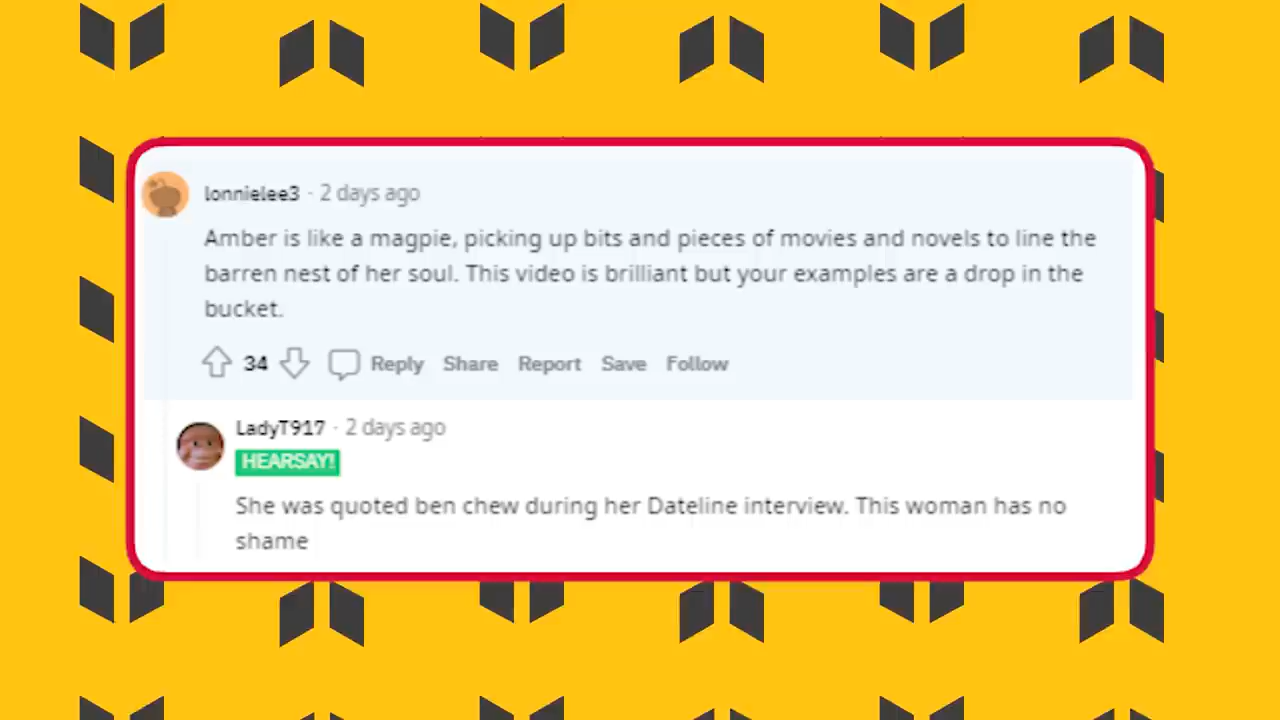 lonnielee3 · 2 days ago
Amber is like a magpie, picking up bits and pieces of movies and novels to line the
barren nest of her soul. This video is brilliant but your examples are a drop in the
bucket.
34 Reply Share Report Save Follow
LadyT917 · 2 days ago
HEARSAY!
She was quoted ben chew during her Dateline interview. This woman has no
shame